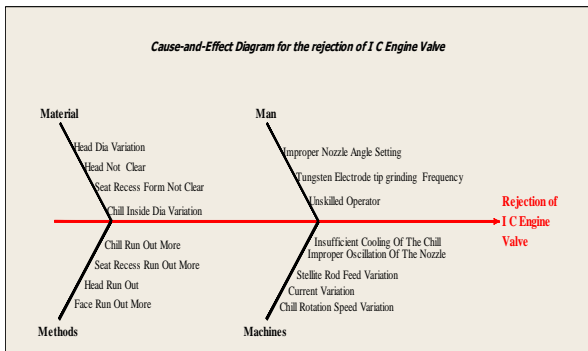 Cause-and-Effect Diagram for the rejection of I C Engine Valve
Material
Man
Head Dia Variation
Head Not Clear
Seat Recess Form Not Clear
Chill Inside Dia Variation
Improper Nozzle Angle Setting
Tungsten Electrode tip grinding Frequency
Unskilled Operator
Rejection of
I C Engine
Valve
Chill Run Out More
Seat Recess Run Out More
Head Run Out
Face Run Out More
Insufficient Cooling Of The Chill
Improper Oscillation Of The Nozzle
Stellite Rod Feed Variation
Current Variation
Chill Rotation Speed Variation
Methods
Machines